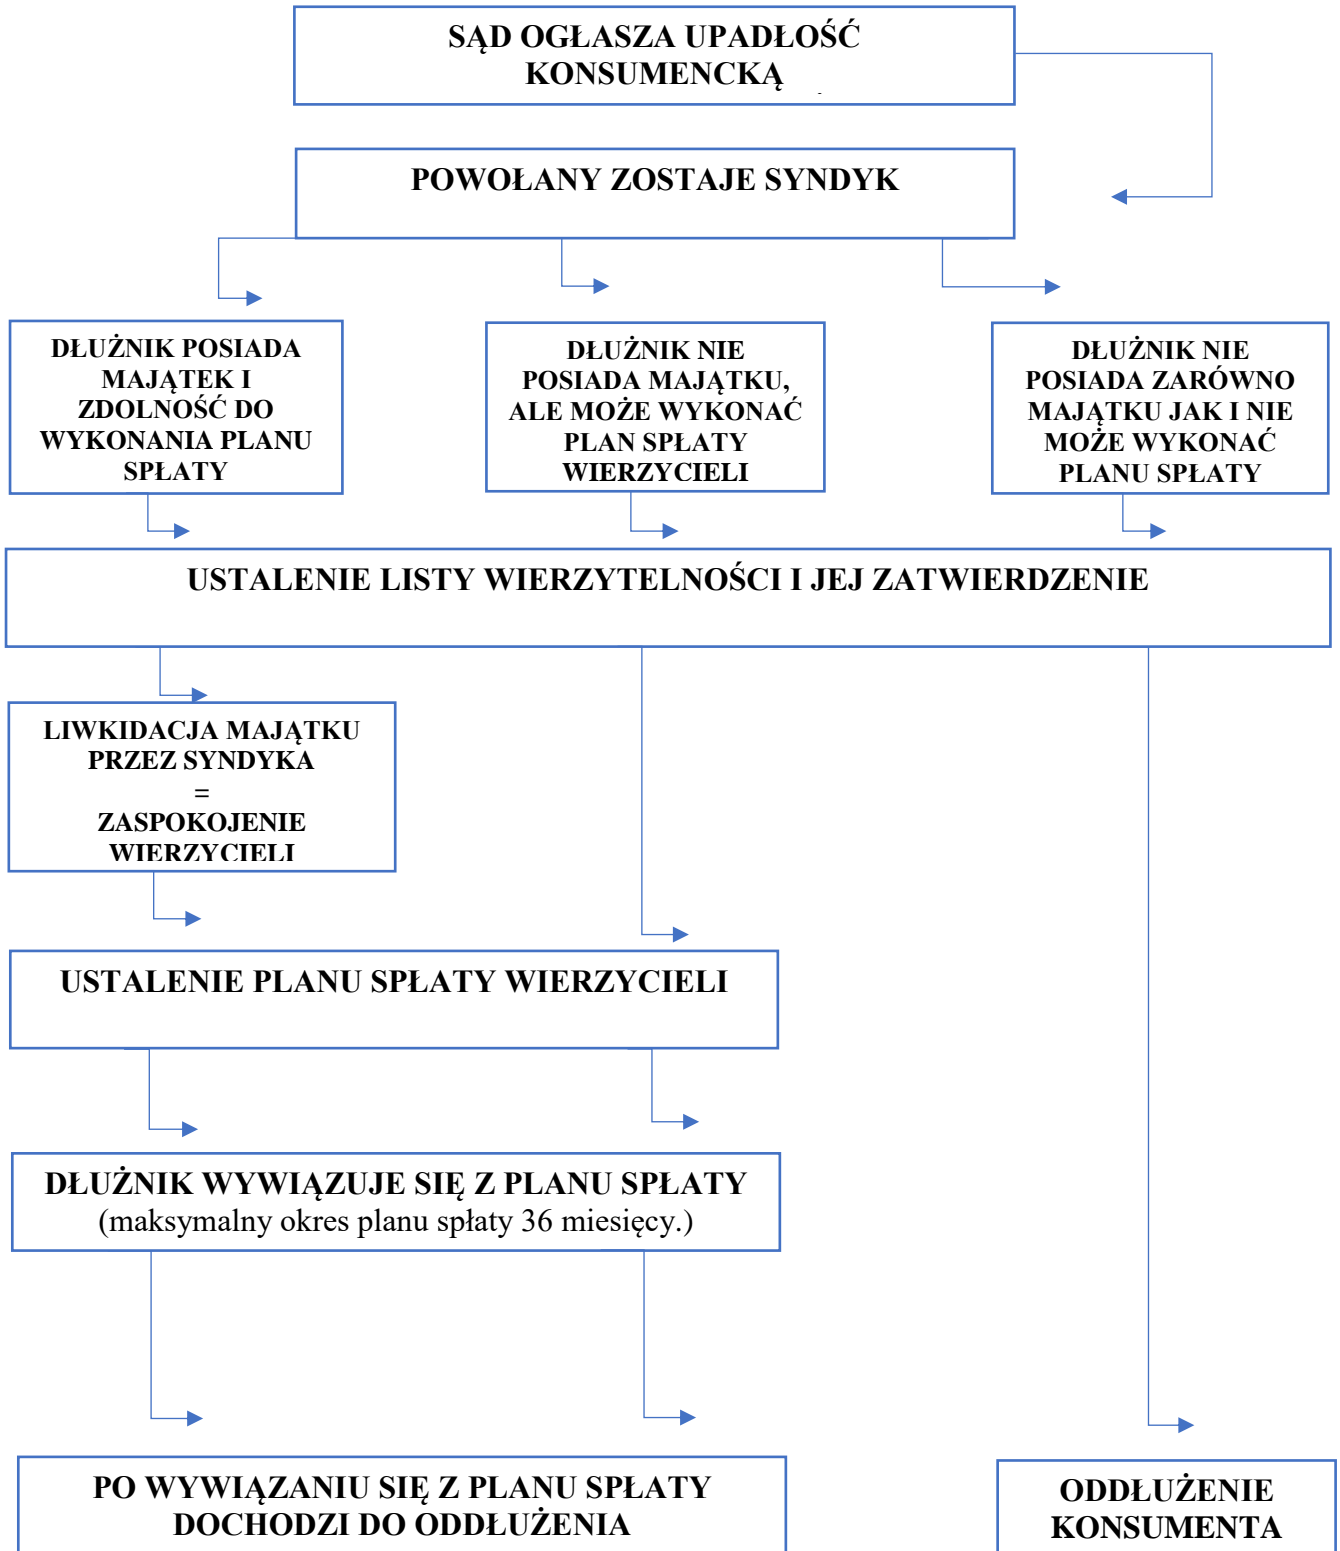 SĄD OGŁASZA UPADŁOŚĆ
KONSUMENCKĄ
POWOŁANY ZOSTAJE SYNDYK
DŁUŻNIK POSIADA
MAJĄTEK I
ZDOLNOŚĆ DO
WYKONANIA PLANU
SPŁATY
DŁUŻNIK NIE
POSIADA MAJĄTKU,
ALE MOŻE WYKONAĆ
PLAN SPŁATY
WIERZYCIELI
DŁUŻNIK NIE
POSIADA ZARÓWNO
MAJĄTKU JAK I NIE
MOŻE WYKONAĆ
PLANU SPŁATY
USTALENIE LISTY WIERZYTELNOŚCI I JEJ ZATWIERDZENIE
LIWKIDACJA MAJĄTKU
PRZEZ SYNDYKA
=
ZASPOKOJENIE
WIERZYCIELI
USTALENIE PLANU SPŁATY WIERZYCIELI
DŁUŻNIK WYWIĄZUJE SIĘ Z PLANU SPŁATY
(maksymalny okres planu spłaty 36 miesięcy.)
PO WYWIĄZANIU SIĘ Z PLANU SPŁATY
DOCHODZI DO ODDŁUŻENIA
ODDŁUŻENIE
KONSUMENTA